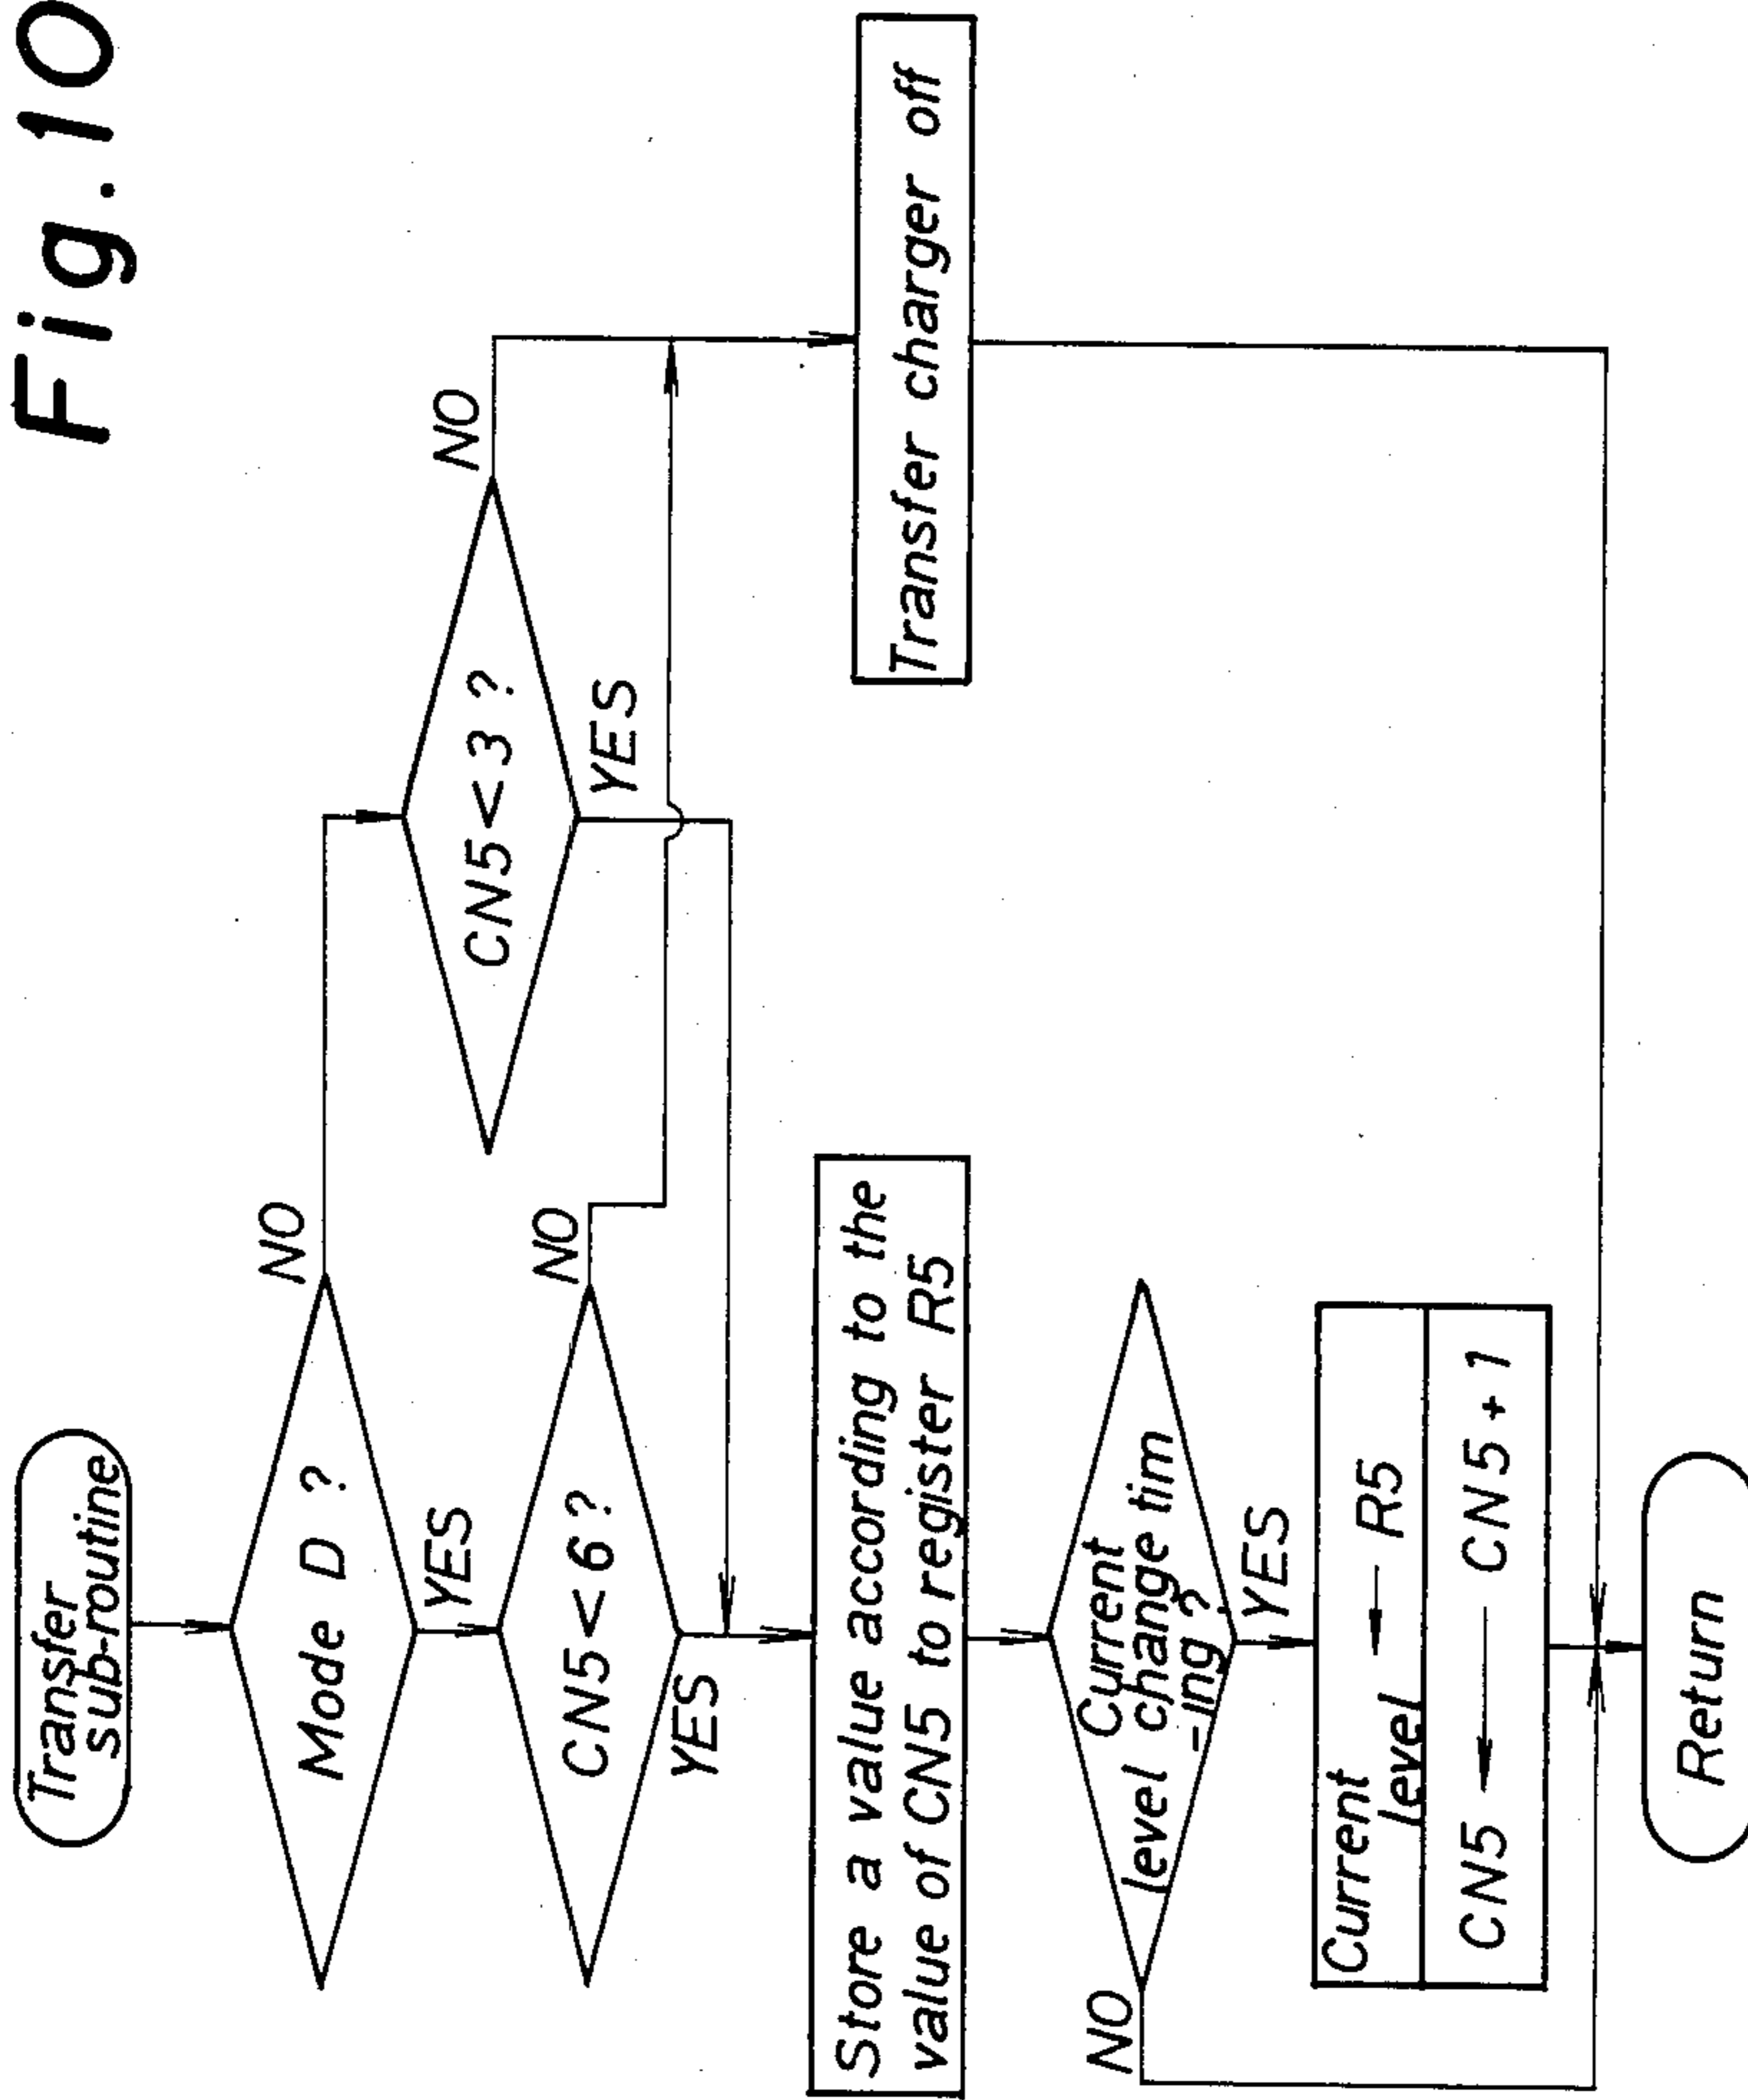 Fig. 10
Transfer
sub-routiine
Mode D ?
NO
YES
CN5<3 ?
NO
YES
CN5<6 ?
NO
YES
Store a value according to the
value of CN5 to register R5
Transfer charger off
Current
level change tim
-ing ?
NO
YES
Current
level ← R5
CN5 ← CN5+1
Return